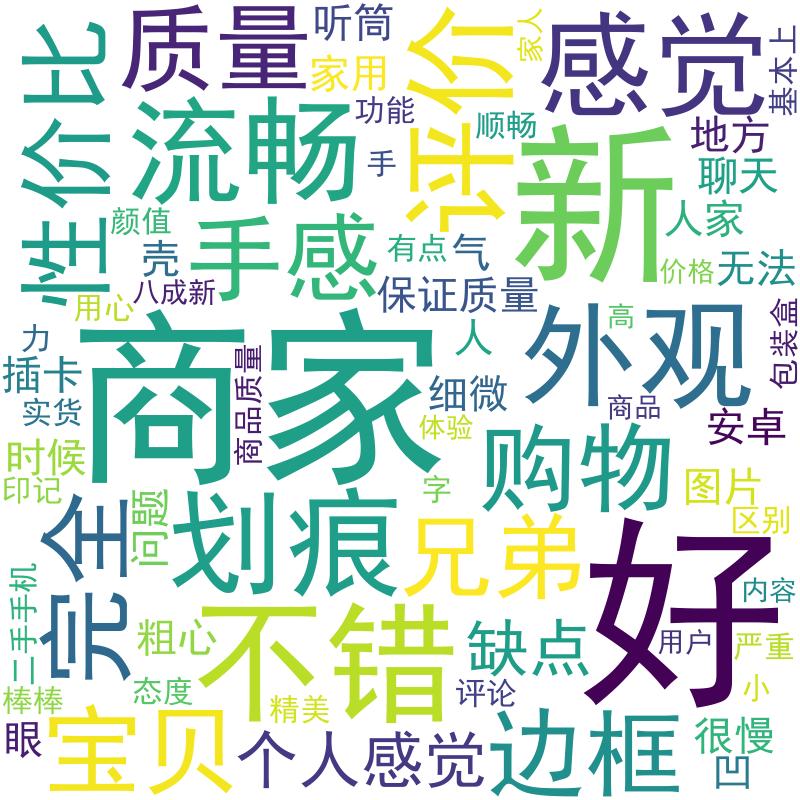 性价比
质量
听筒
家用
评价
家人
感觉
基本上
流畅
功能
顺畅
手
新
地方
聊天
颜值
手感
壳
有点
气
人家
价格
无法
八成新
用心
保证质量
力
商家
人
外观
高
包装盒
插卡
商品质量
细微
实货
商品
体验
安卓
时候
购物
印记
字
图片
完全
问题
划痕
兄弟
区别
好
二手手机
内容
粗心
不错
缺点
用户
严重
棒棒
态度
精美
评论
小
眼
宝贝
个人感觉
边框
很慢
凹